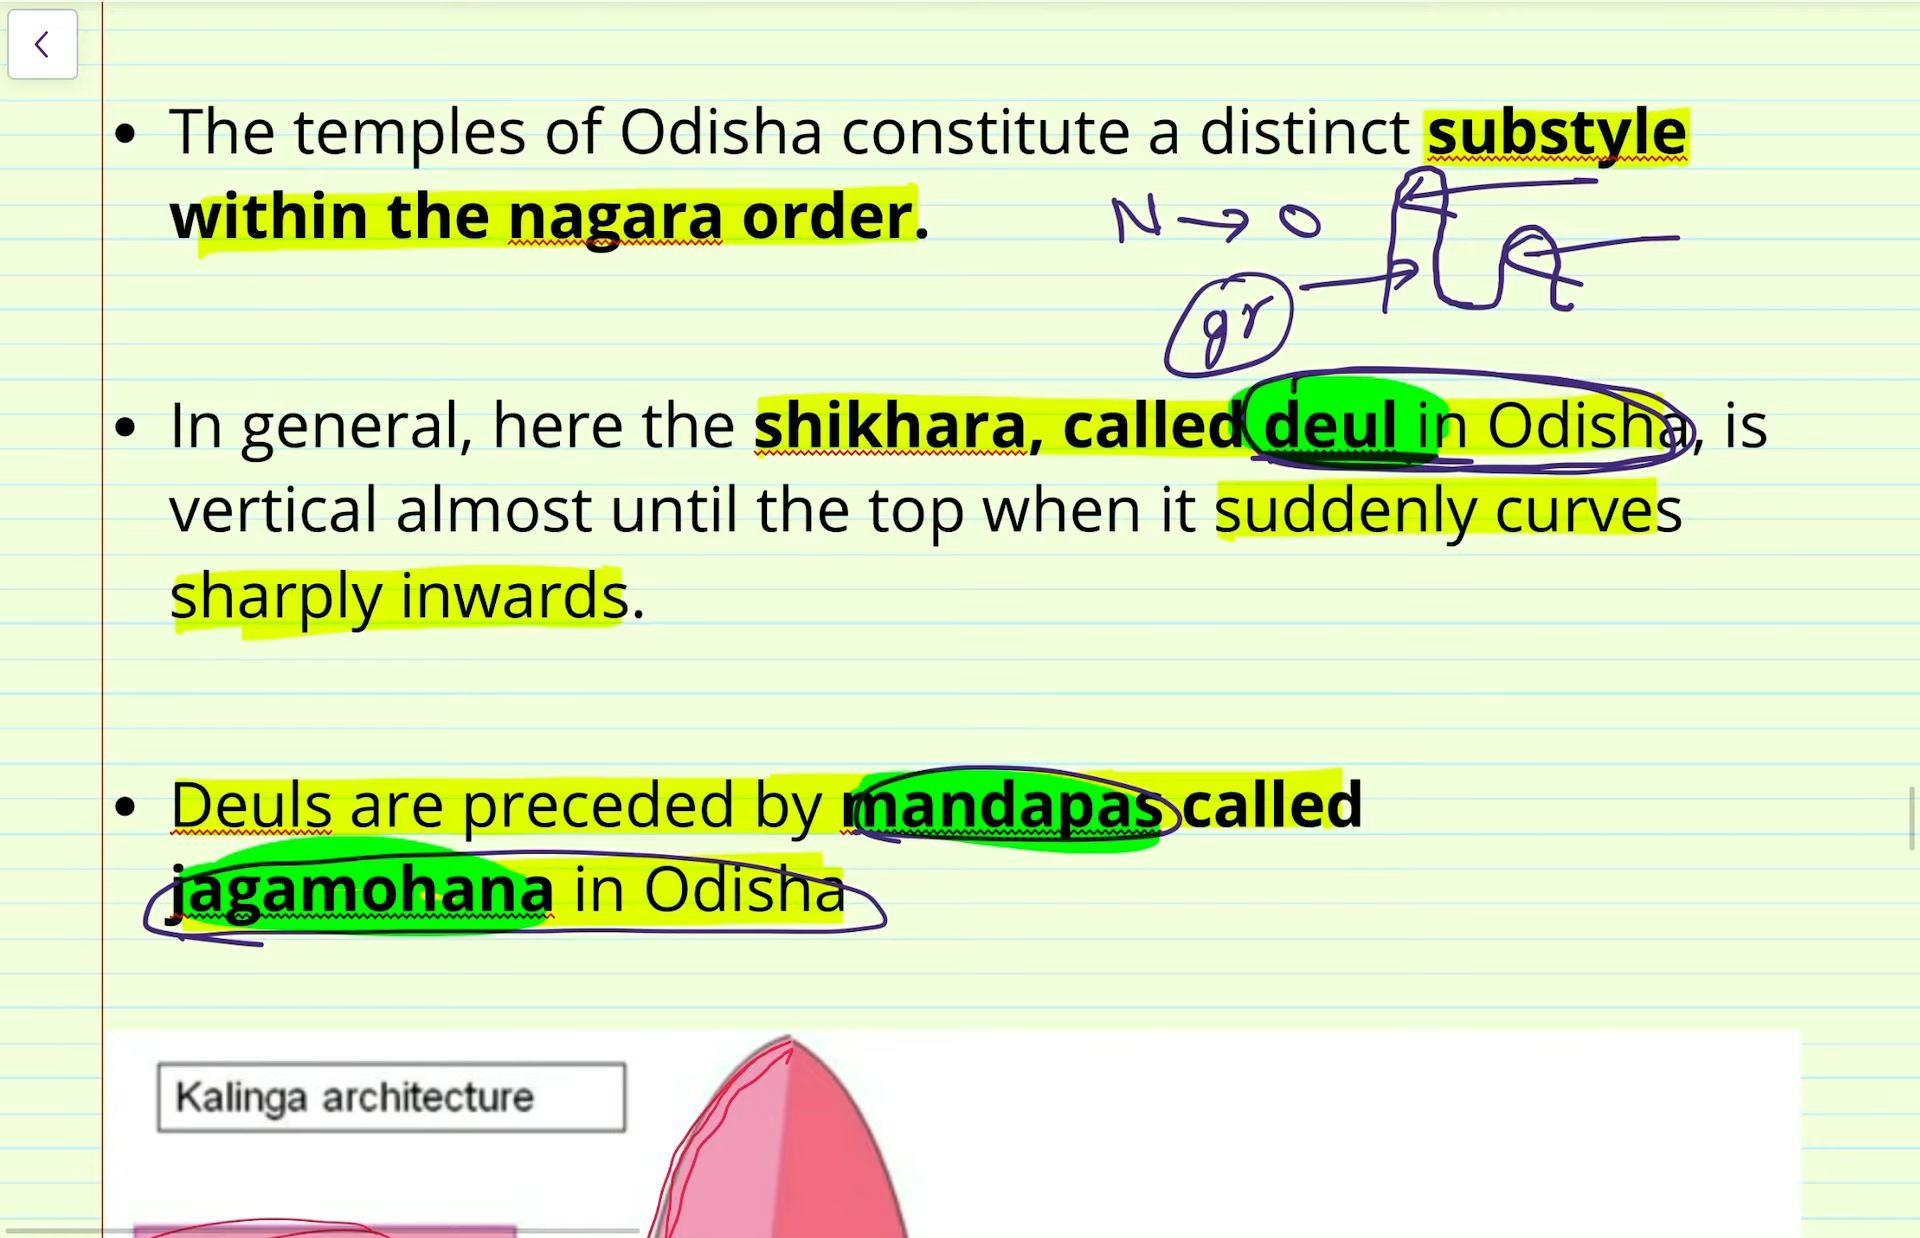 • The temples of Odisha constitute a distinct substyle
within the nagara order.
N → O
gr
• In general, here the shikhara, called deul in Odisha, is
vertical almost until the top when it suddenly curves
sharply inwards.
• Deuls are preceded by mandapas called
jagamohana in Odisha
Kalinga architecture